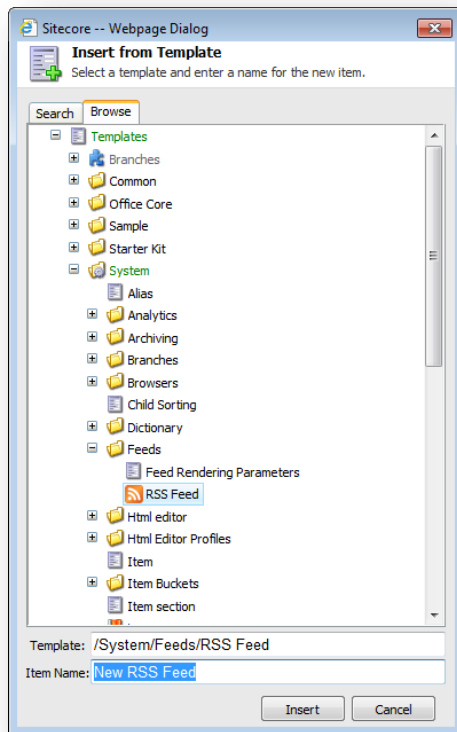 Sitecore -- Webpage Dialog
Insert from Template
Select a template and enter a name for the new item.
Search Browse
Templates
Branches
Common
Office Core
Sample
Starter Kit
System
Alias
Analytics
Archiving
Branches
Browsers
Child Sorting
Dictionary
Feeds
Feed Rendering Parameters
RSS Feed
Html editor
Html Editor Profiles
Item
Item Buckets
Item section
Template: /System/Feeds/RSS Feed
Item Name: New RSS Feed
Insert Cancel